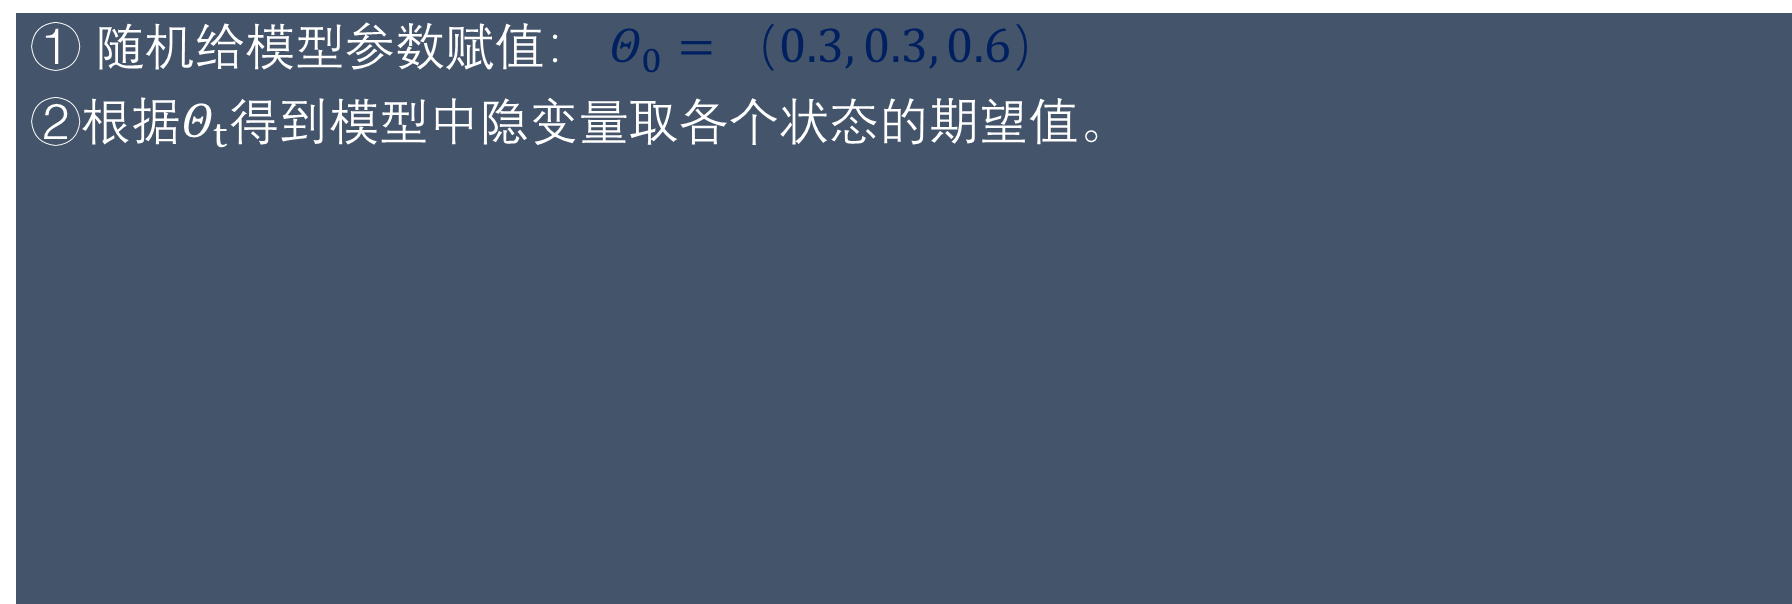 ① 随机给模型参数赋值： Θ₀ = （0.3, 0.3, 0.6）
②根据Θₜ得到模型中隐变量取各个状态的期望值。